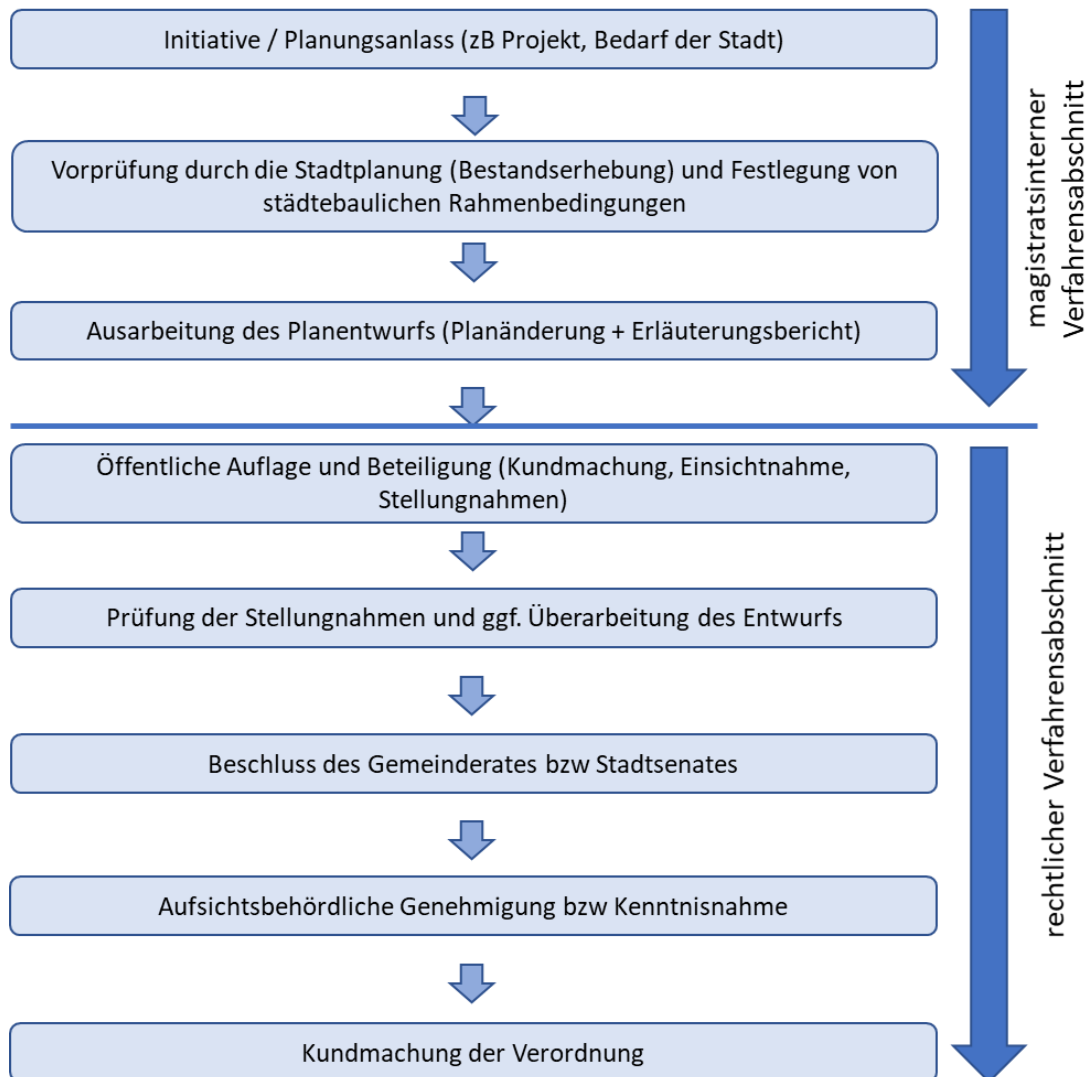 Initiative / Planungsanlass (zB Projekt, Bedarf der Stadt)
Vorprüfung durch die Stadtplanung (Bestandserhebung) und Festlegung von
städtebaulichen Rahmenbedingungen
Ausarbeitung des Planentwurfs (Planänderung + Erläuterungsbericht)
magistratsinterner
Verfahrensabschnitt
Öffentliche Auflage und Beteiligung (Kundmachung, Einsichtnahme,
Stellungnahmen)
Prüfung der Stellungnahmen und ggf. Überarbeitung des Entwurfs
Beschluss des Gemeinderates bzw Stadtsenates
Aufsichtsbehördliche Genehmigung bzw Kenntnisnahme
Kundmachung der Verordnung
rechtlicher Verfahrensabschnitt